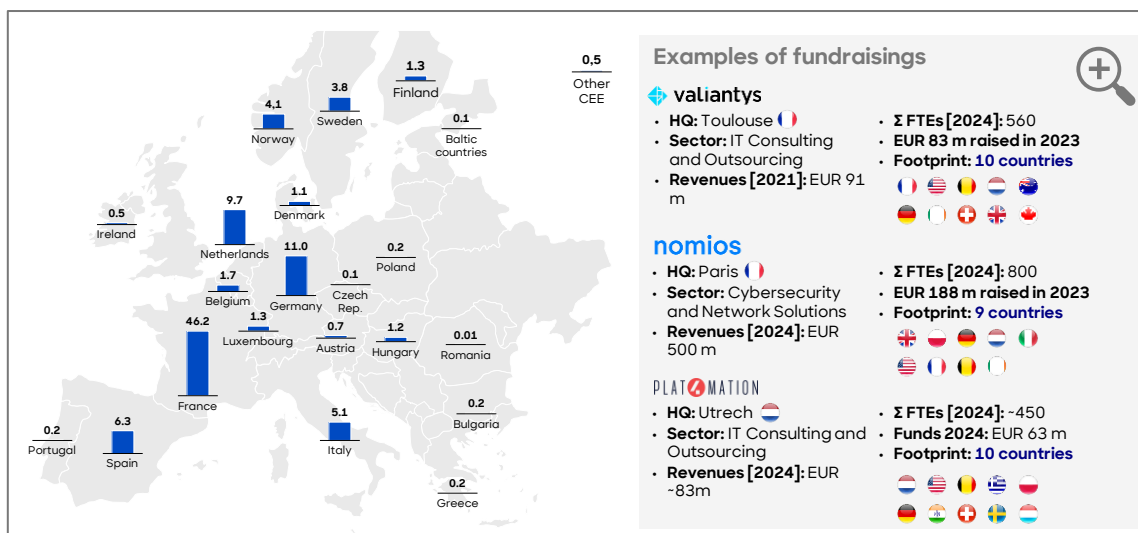 0,5
Other
CEE
1.3
Finland
3.8
Sweden
4,1
Norway
0.1
Baltic
countries
1.1
Denmark
0.5
Ireland
9.7
Netherlands
11.0
Germany
0.2
Poland
1.7
Belgium
0.1
Czech
Rep.
46.2
France
1.3
Luxembourg
0.7
Austria
1.2
Hungary
0.01
Romania
0.2
Bulgaria
0.2
Portugal
6.3
Spain
5.1
Italy
0.2
Greece
Examples of fundraisings
valiantys
• HQ: Toulouse
• Sector: IT Consulting
and Outsourcing
• Revenues [2021]: EUR 91
m
• Σ FTEs [2024]: 560
• EUR 83 m raised in 2023
• Footprint: 10 countries
nomios
• HQ: Paris
• Sector: Cybersecurity
and Network Solutions
• Revenues [2024]: EUR
500 m
• Σ FTEs [2024]: 800
• EUR 188 m raised in 2023
• Footprint: 9 countries
PLAT4MATION
• HQ: Utrech
• Sector: IT Consulting and
Outsourcing
• Revenues [2024]: EUR
~83m
• Σ FTEs [2024]: ~450
• Funds 2024: EUR 63 m
• Footprint: 10 countries